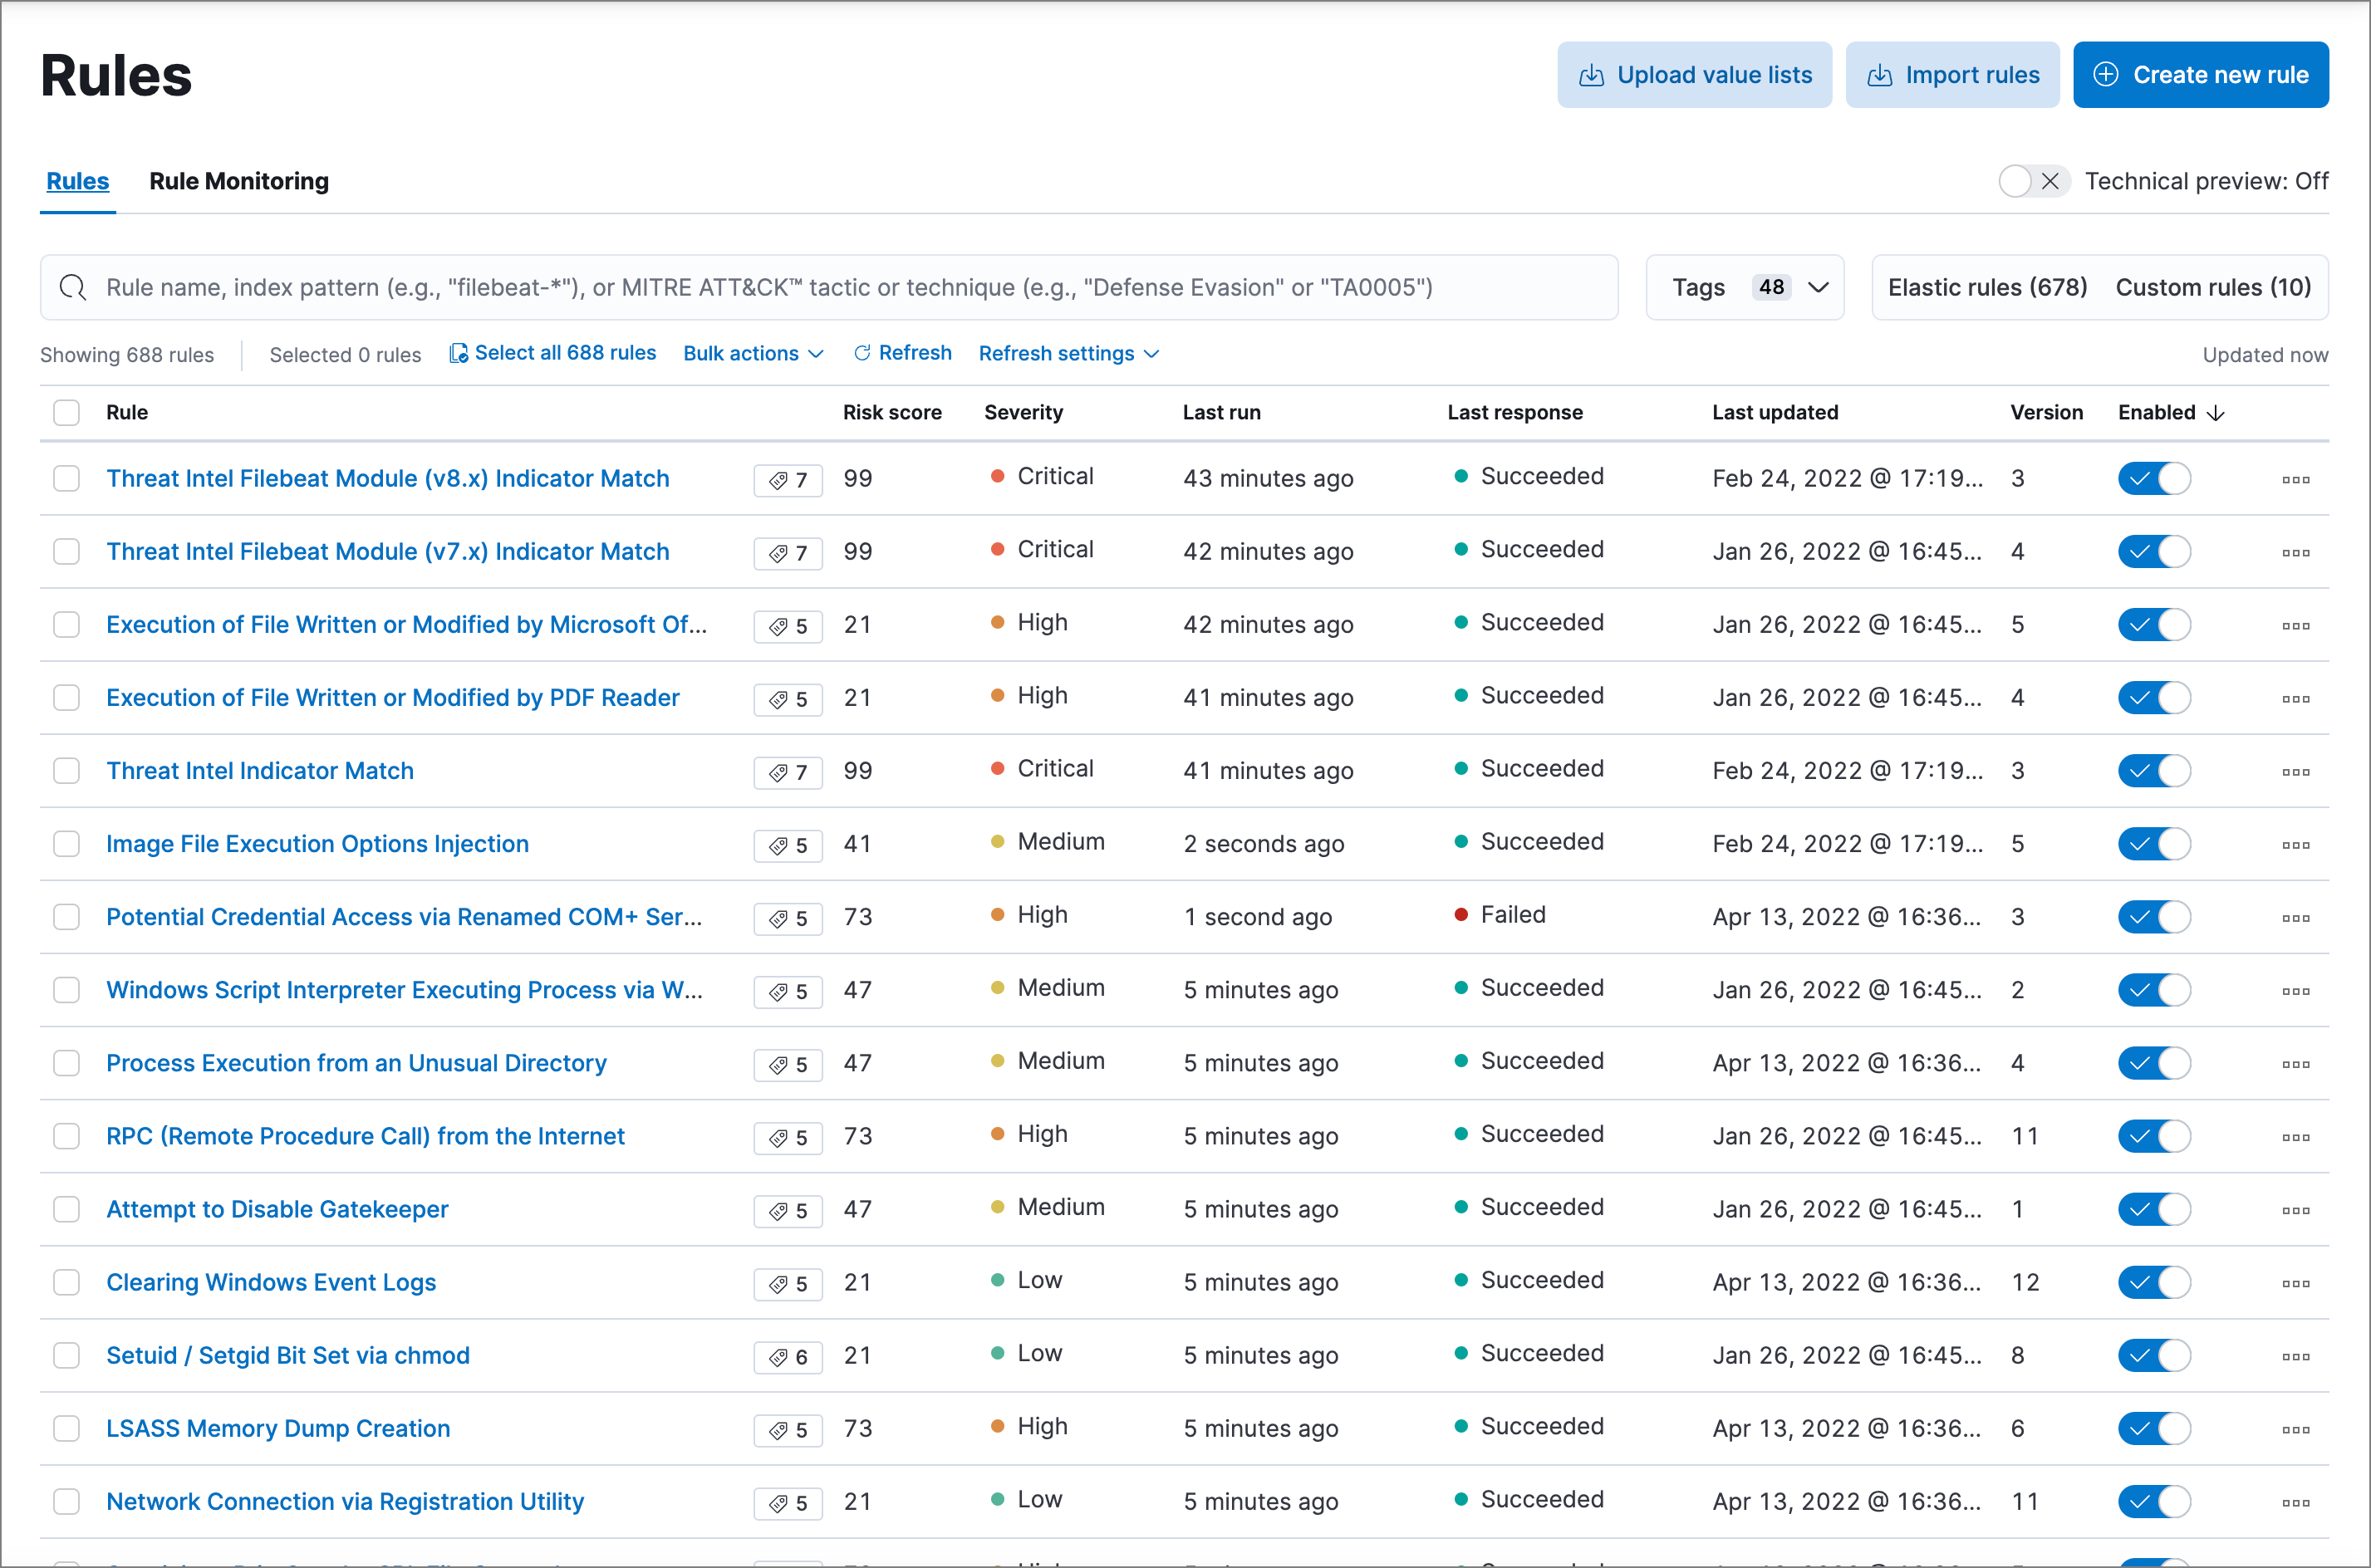 Rules
Upload value lists Import rules Create new rule
Rules Rule Monitoring Technical preview: Off
Rule name, index pattern (e.g., "filebeat-*"), or MITRE ATT&CK™ tactic or technique (e.g., "Defense Evasion" or "TA0005") Tags 48 Elastic rules (678) Custom rules (10)
Showing 688 rules Selected 0 rules Select all 688 rules Bulk actions Refresh Refresh settings Updated now
Rule Risk score Severity Last run Last response Last updated Version Enabled
Threat Intel Filebeat Module (v8.x) Indicator Match 7 99 Critical 43 minutes ago Succeeded Feb 24, 2022 @ 17:19... 3
Threat Intel Filebeat Module (v7.x) Indicator Match 7 99 Critical 42 minutes ago Succeeded Jan 26, 2022 @ 16:45... 4
Execution of File Written or Modified by Microsoft Of... 5 21 High 42 minutes ago Succeeded Jan 26, 2022 @ 16:45... 5
Execution of File Written or Modified by PDF Reader 5 21 High 41 minutes ago Succeeded Jan 26, 2022 @ 16:45... 4
Threat Intel Indicator Match 7 99 Critical 41 minutes ago Succeeded Feb 24, 2022 @ 17:19... 3
Image File Execution Options Injection 5 41 Medium 2 seconds ago Succeeded Feb 24, 2022 @ 17:19... 5
Potential Credential Access via Renamed COM+ Ser... 5 73 High 1 second ago Failed Apr 13, 2022 @ 16:36... 3
Windows Script Interpreter Executing Process via W... 5 47 Medium 5 minutes ago Succeeded Jan 26, 2022 @ 16:45... 2
Process Execution from an Unusual Directory 5 47 Medium 5 minutes ago Succeeded Apr 13, 2022 @ 16:36... 4
RPC (Remote Procedure Call) from the Internet 5 73 High 5 minutes ago Succeeded Jan 26, 2022 @ 16:45... 11
Attempt to Disable Gatekeeper 5 47 Medium 5 minutes ago Succeeded Jan 26, 2022 @ 16:45... 1
Clearing Windows Event Logs 5 21 Low 5 minutes ago Succeeded Apr 13, 2022 @ 16:36... 12
Setuid / Setgid Bit Set via chmod 6 21 Low 5 minutes ago Succeeded Jan 26, 2022 @ 16:45... 8
LSASS Memory Dump Creation 5 73 High 5 minutes ago Succeeded Apr 13, 2022 @ 16:36... 6
Network Connection via Registration Utility 5 21 Low 5 minutes ago Succeeded Apr 13, 2022 @ 16:36... 11